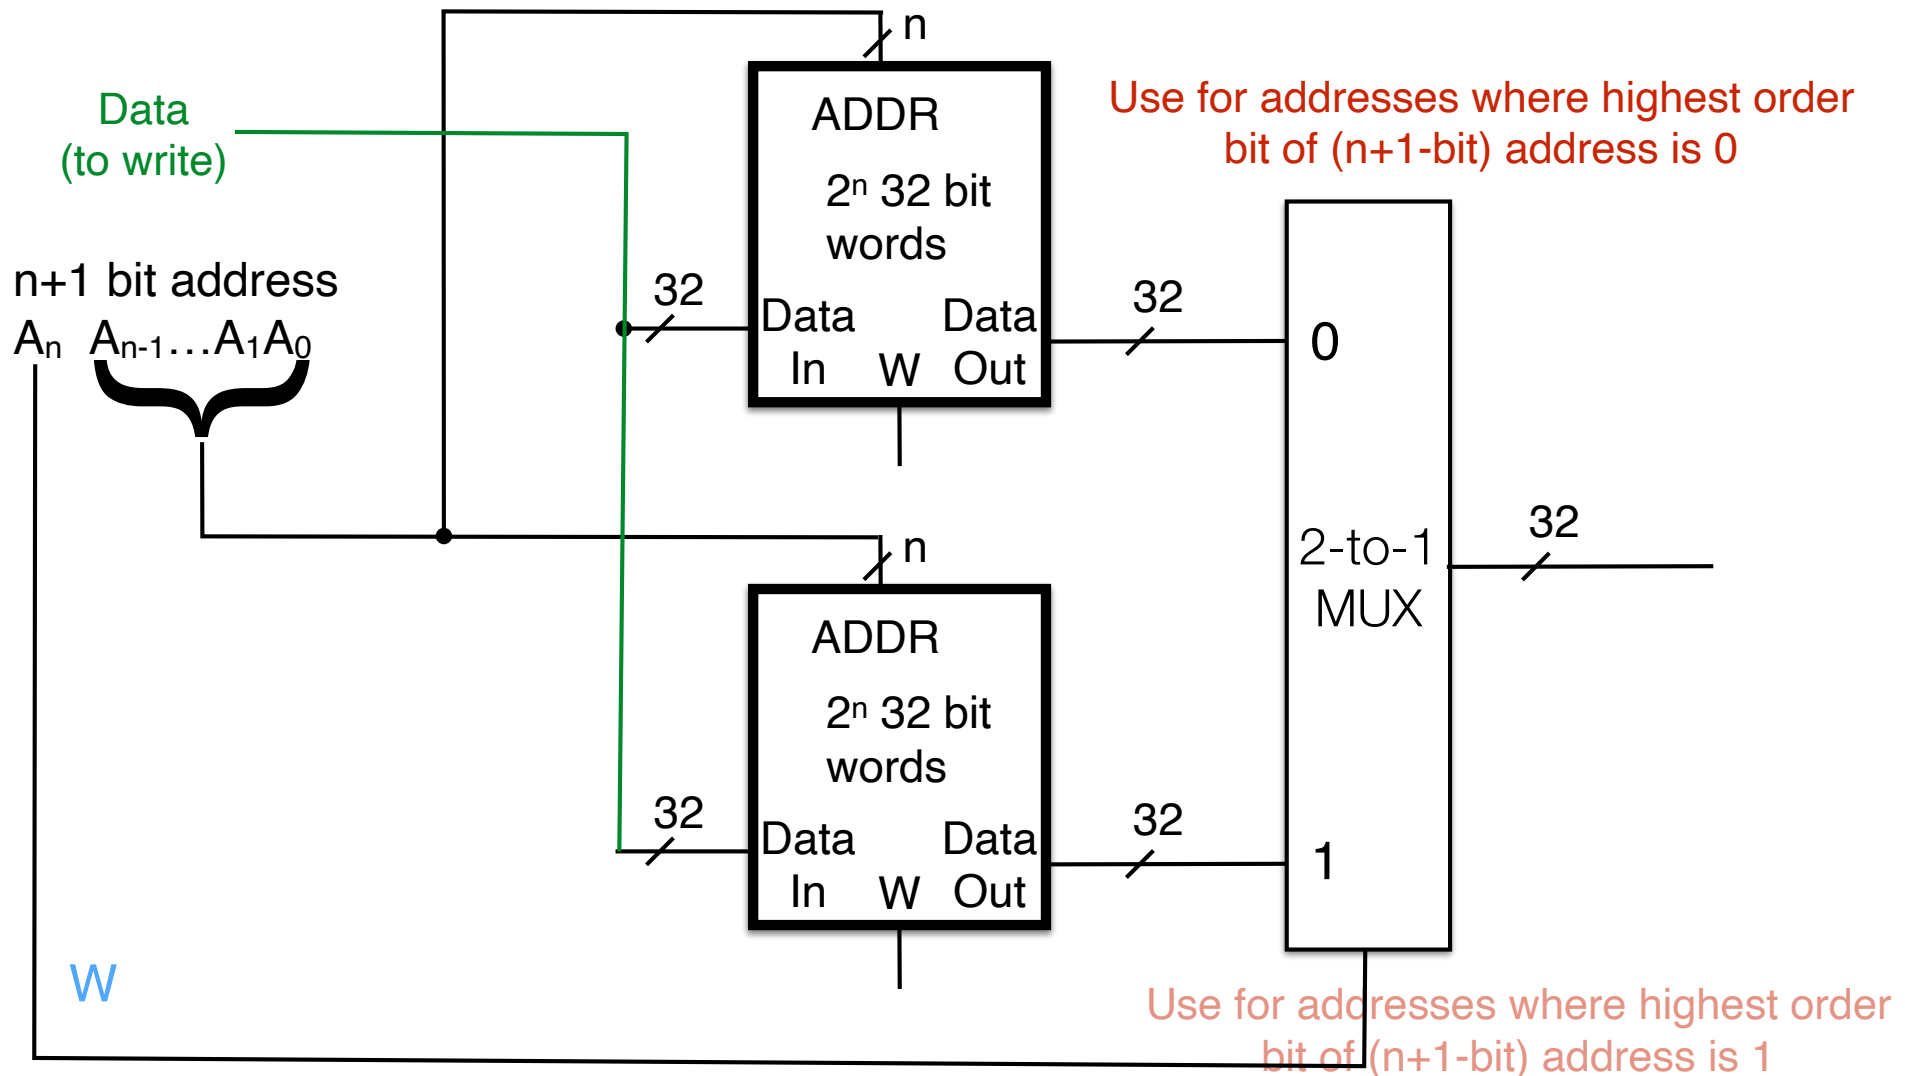 n
Data
(to write)
ADDR
2ⁿ 32 bit
words
Use for addresses where highest order
bit of (n+1-bit) address is 0
n+1 bit address
Aₙ Aₙ₋₁...A₁A₀
32
Data Data
In W Out
32
0
n
ADDR
2ⁿ 32 bit
words
2-to-1
MUX
32
32
Data Data
In W Out
32
1
W
Use for addresses where highest order
bit of (n+1-bit) address is 1